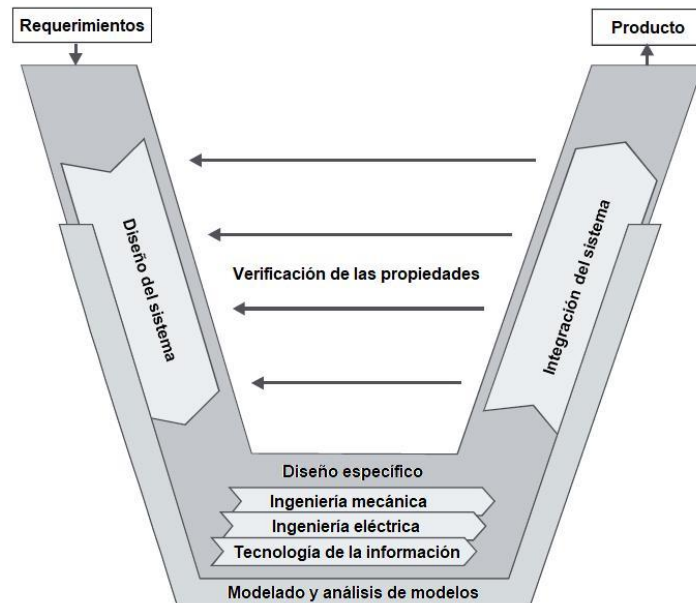 Requerimientos
Producto
Diseño del sistema
Verificación de las propiedades
Integración del sistema
Diseño específico
Ingeniería mecánica
Ingeniería eléctrica
Tecnología de la información
Modelado y análisis de modelos